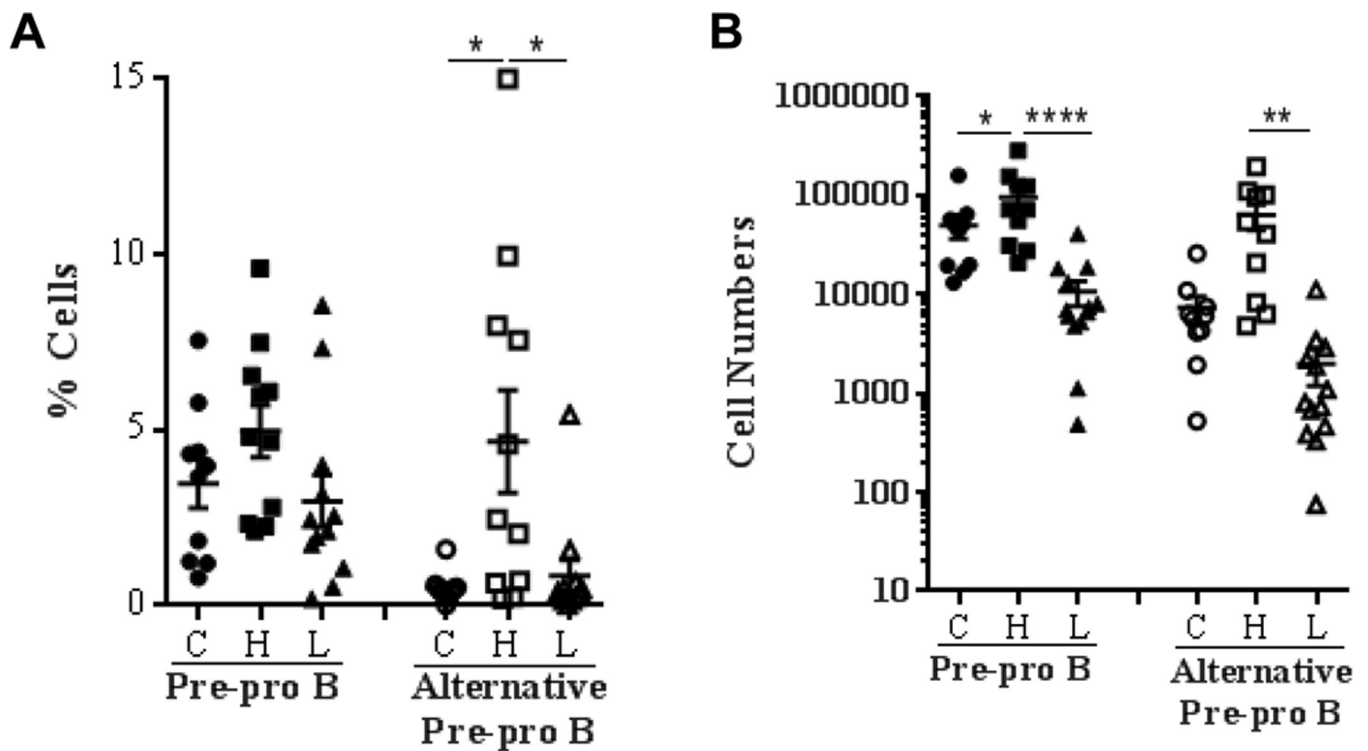 A
% Cells
* *
15
10
5
0
C H L C H L
Pre-pro B Alternative
Pre-pro B
B
Cell Numbers
* **** **
1000000
100000
10000
1000
100
10
C H L C H L
Pre-pro B Alternative
Pre-pro B